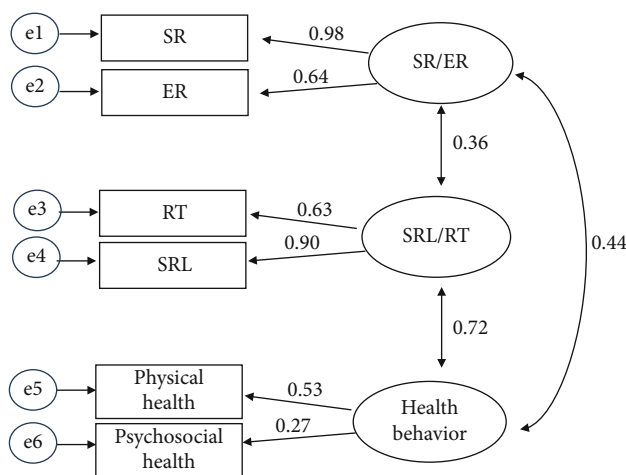 e1
SR
0.98
SR/ER
e2
ER
0.64
0.36
e3
RT
0.63
SRL/RT
e4
SRL
0.90
0.44
0.72
e5
Physical
health
0.53
Health
behavior
e6
Psychosocial
health
0.27